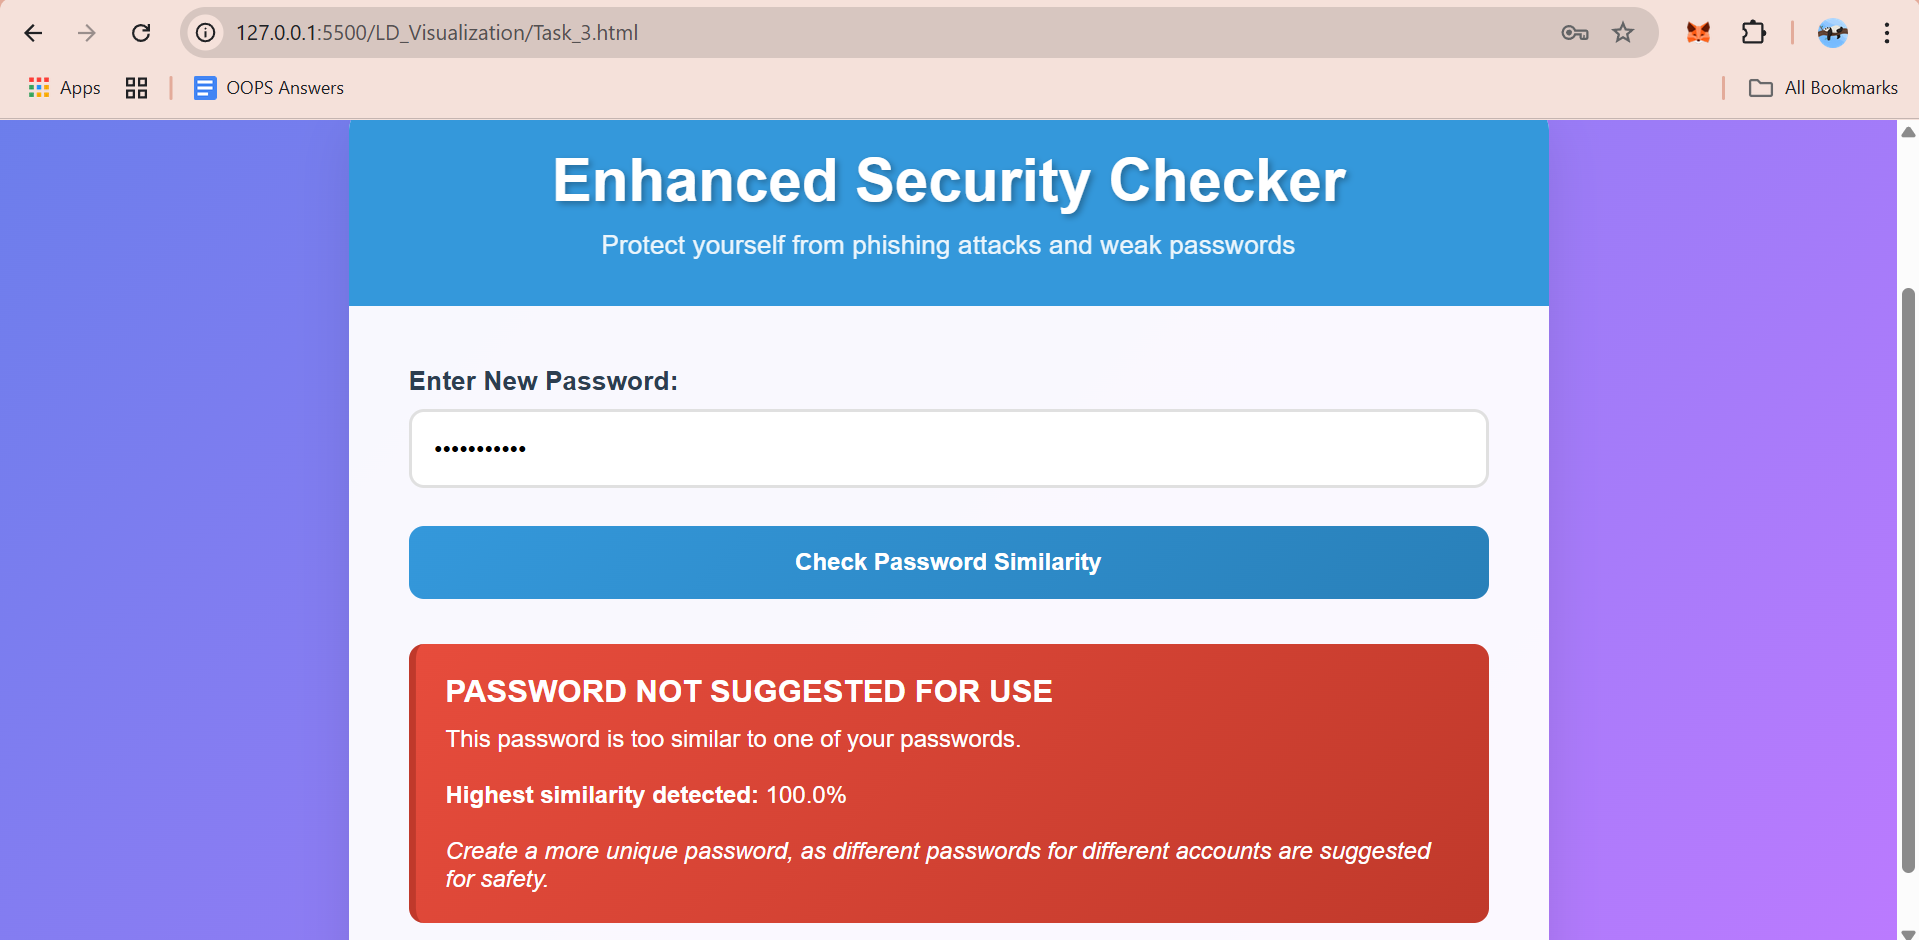 127.0.0.1:5500/LD_Visualization/Task_3.html
Apps
OOPS Answers
All Bookmarks
Enhanced Security Checker
Protect yourself from phishing attacks and weak passwords
Enter New Password:
•••••••••••
Check Password Similarity
PASSWORD NOT SUGGESTED FOR USE
This password is too similar to one of your passwords.
Highest similarity detected: 100.0%
Create a more unique password, as different passwords for different accounts are suggested
for safety.